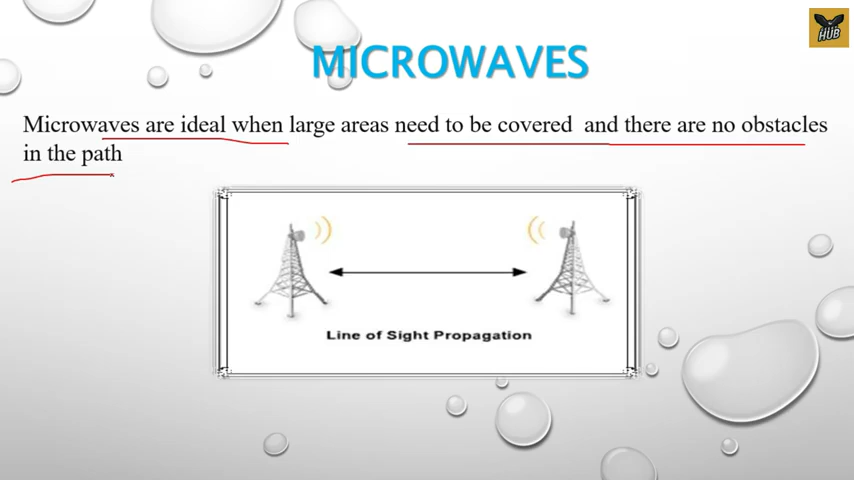 HUB
MICROWAVES
Microwaves are ideal when large areas need to be covered and there are no obstacles
in the path
Line of Sight Propagation